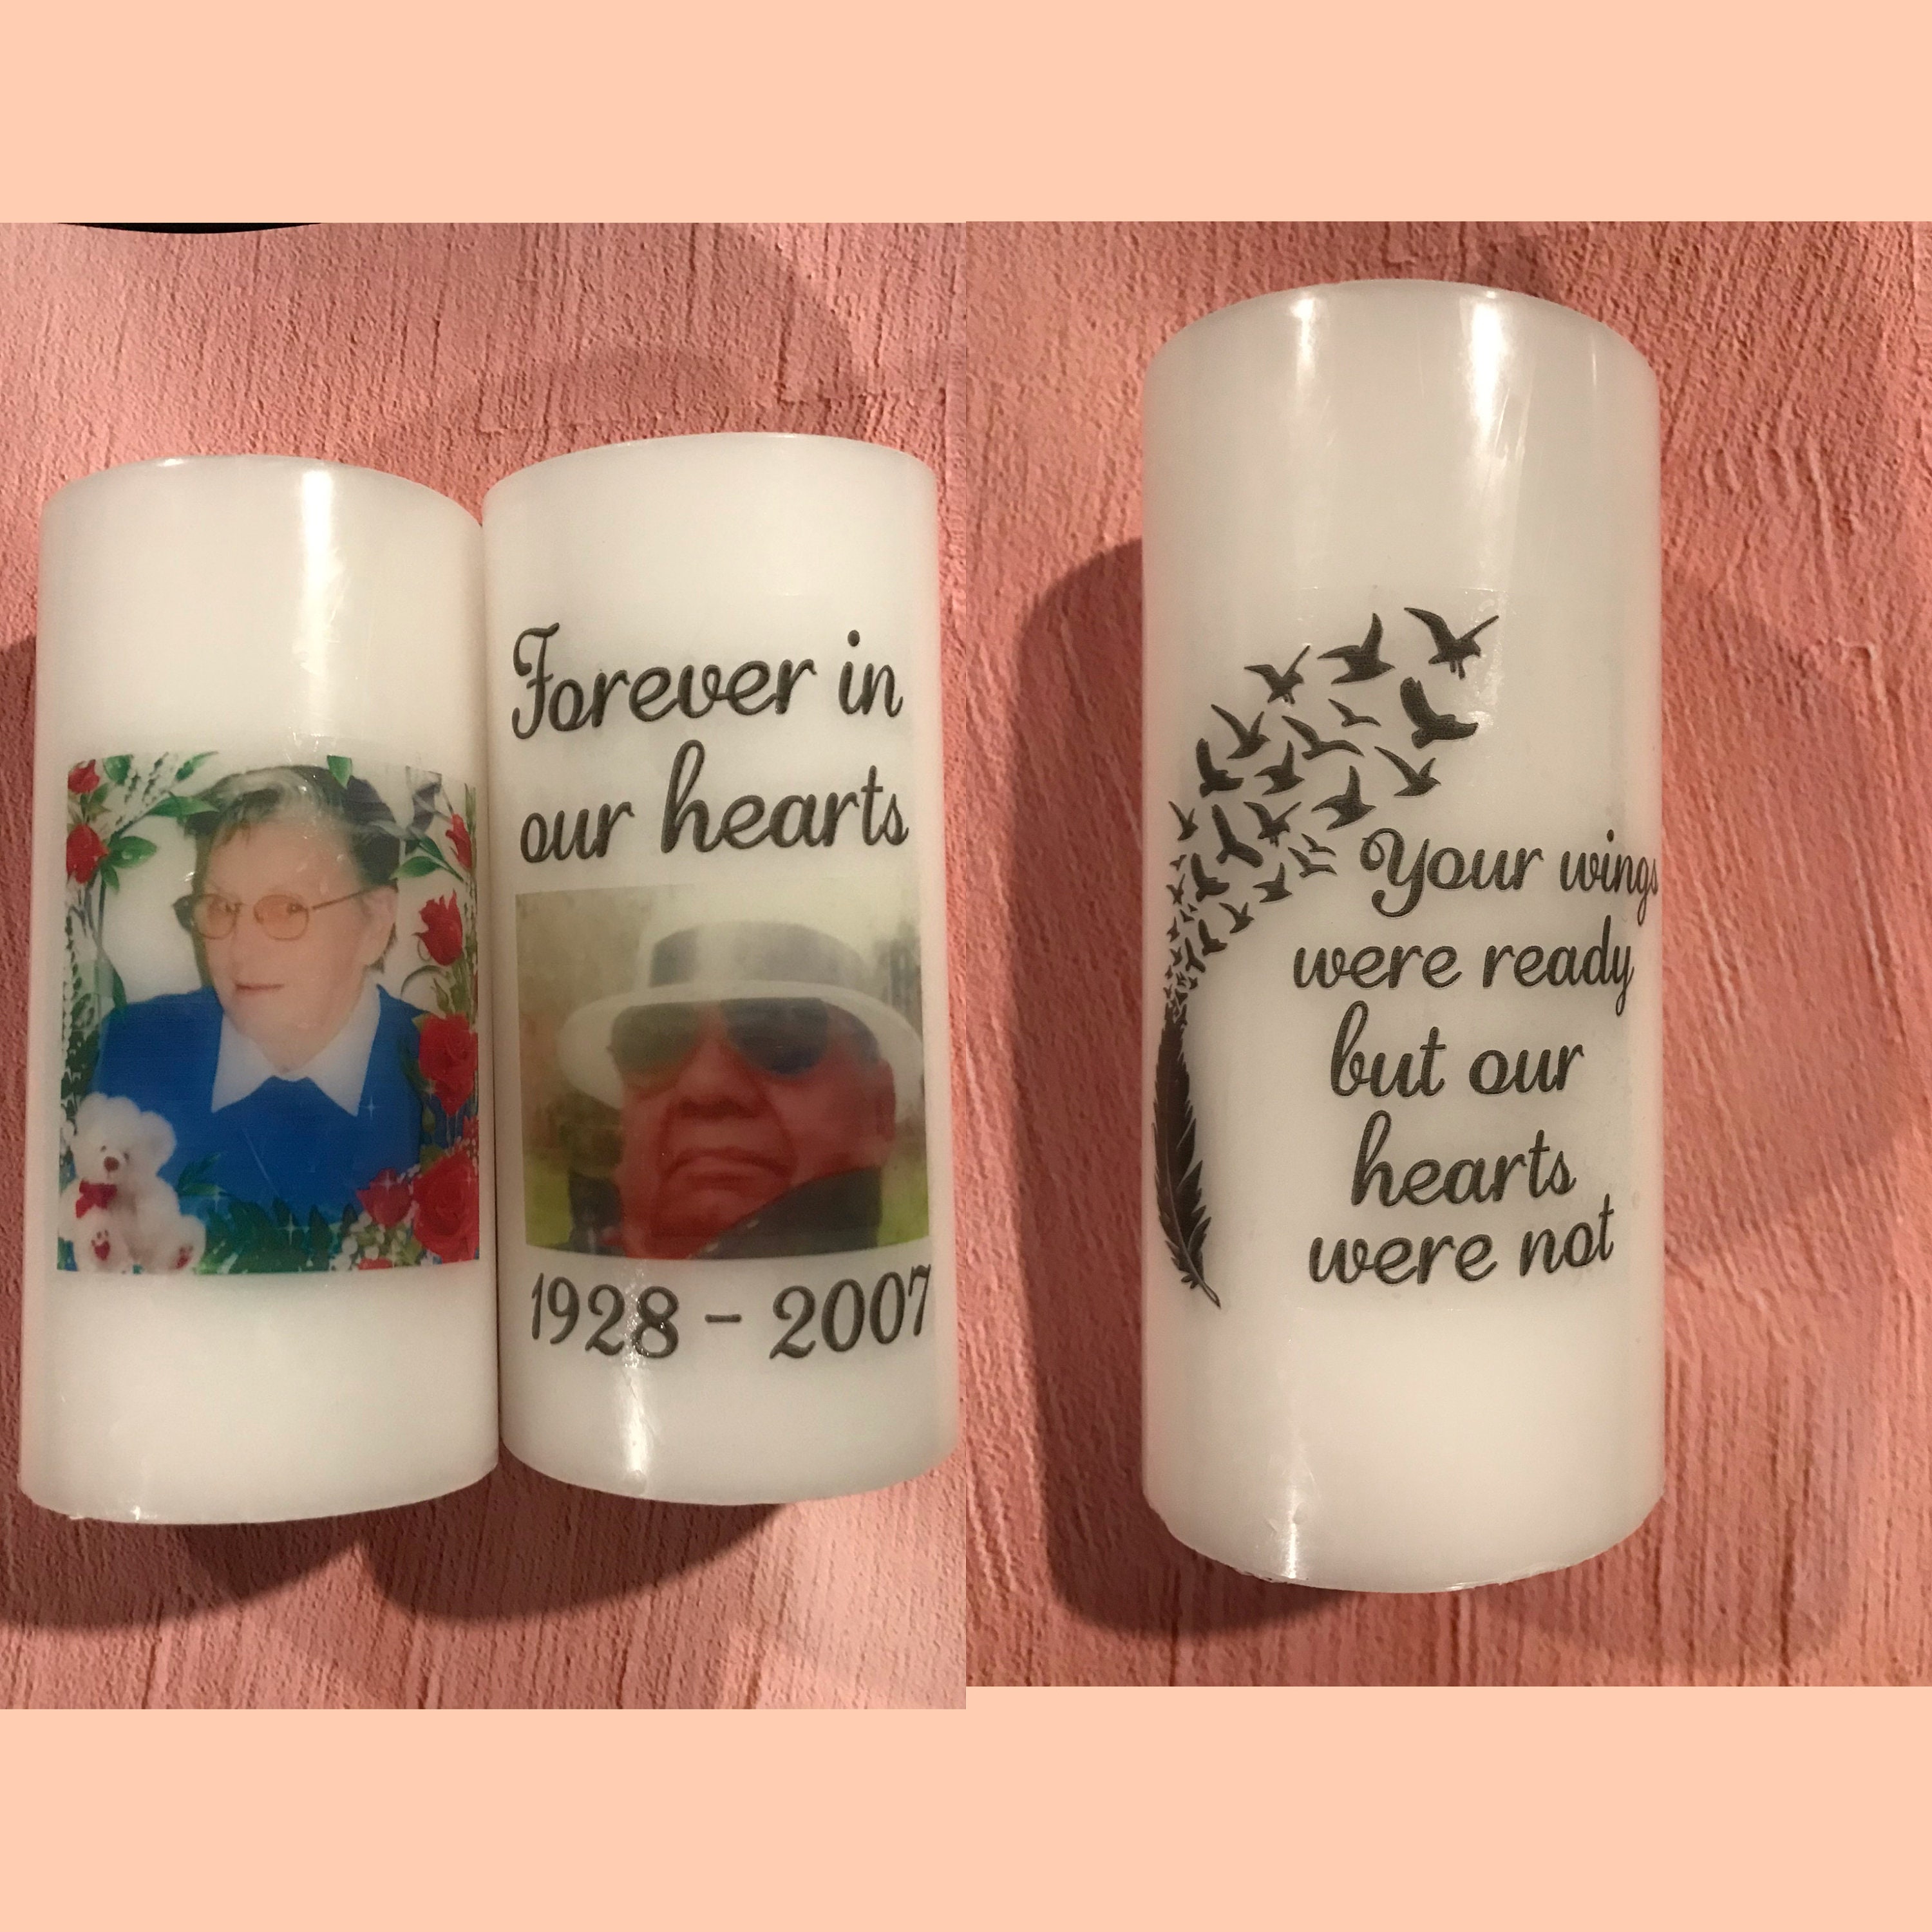 Forever in
our hearts
1928 - 2007
Your wings
were ready
but our
hearts
were not